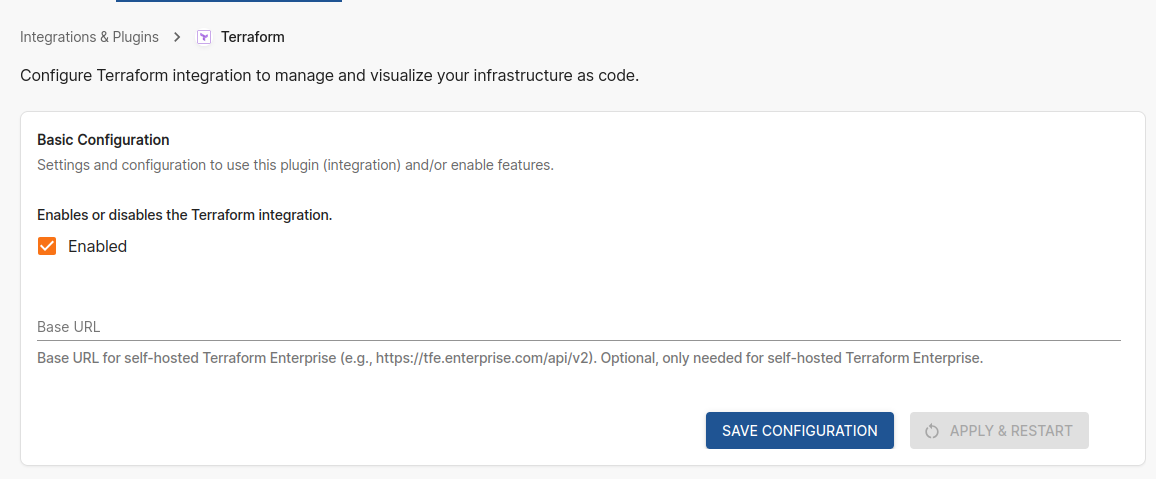 Integrations & Plugins > Terraform
Configure Terraform integration to manage and visualize your infrastructure as code.
Basic Configuration
Settings and configuration to use this plugin (integration) and/or enable features.
Enables or disables the Terraform integration.
Enabled
Base URL
Base URL for self-hosted Terraform Enterprise (e.g., https://tfe.enterprise.com/api/v2). Optional, only needed for self-hosted Terraform Enterprise.
SAVE CONFIGURATION APPLY & RESTART